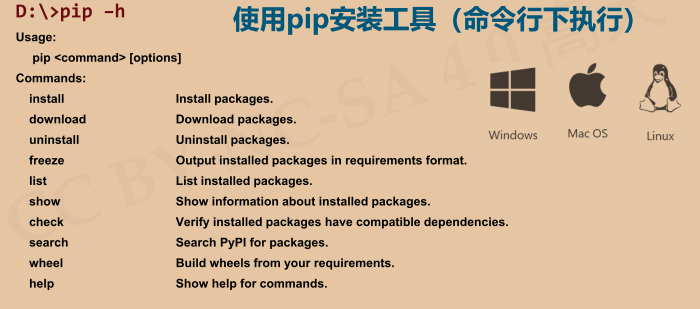 D:\>pip -h
使用pip安装工具（命令行下执行）
Usage:
pip <command> [options]
Commands:
install Install packages.
download Download packages.
uninstall Uninstall packages.
freeze Output installed packages in requirements format.
list List installed packages.
show Show information about installed packages.
check Verify installed packages have compatible dependencies.
search Search PyPI for packages.
wheel Build wheels from your requirements.
help Show help for commands.
Windows
Mac OS
Linux
CC BY-NC-SA 4.0